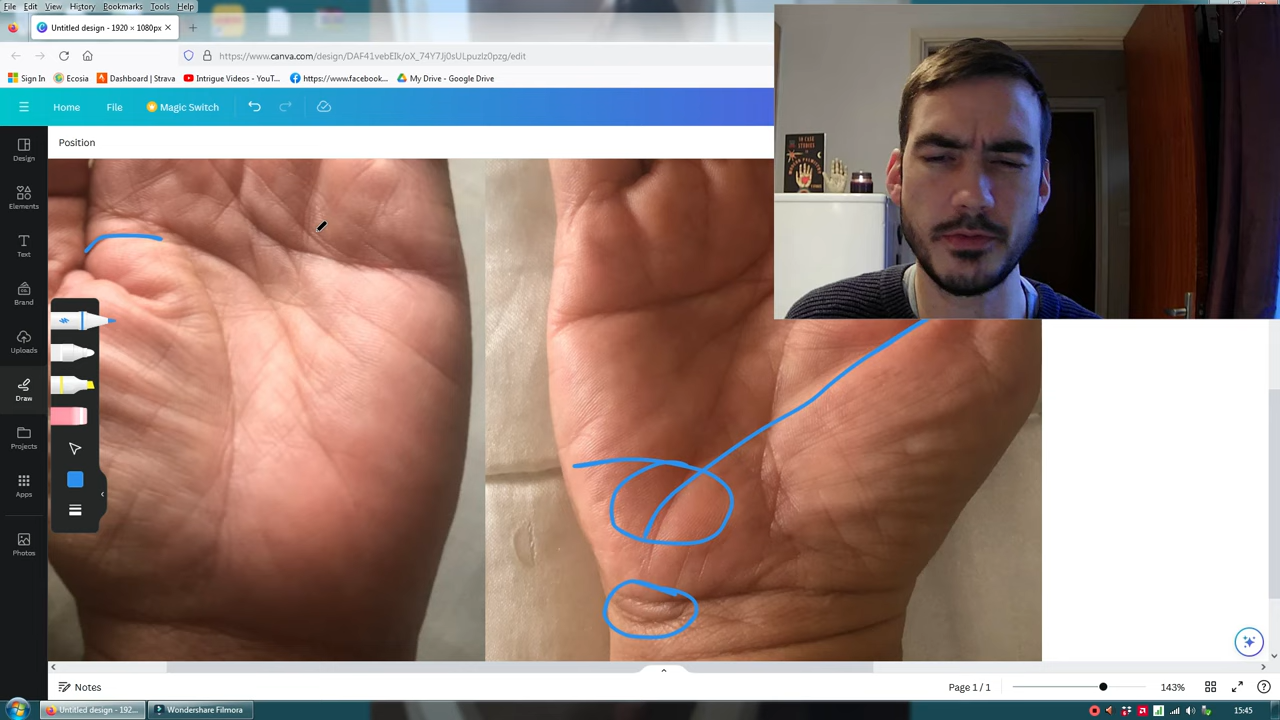 File Edit View History Bookmarks Tools Help
Untitled design - 1920 × 1080px
https://www.canva.com/design/DAF41vebEIk/oX_74Y7Jj0sULpuzlz0pzg/edit
Sign In Ecosia Dashboard | Strava Intrigue Videos - YouT... https://www.facebook... My Drive - Google Drive
Home File Magic Switch
Position
Design
Elements
Text
Brand
Uploads
Draw
Projects
Apps
Photos
Notes Page 1 / 1 143%
Untitled design - 192... Wondershare Filmora 15:45